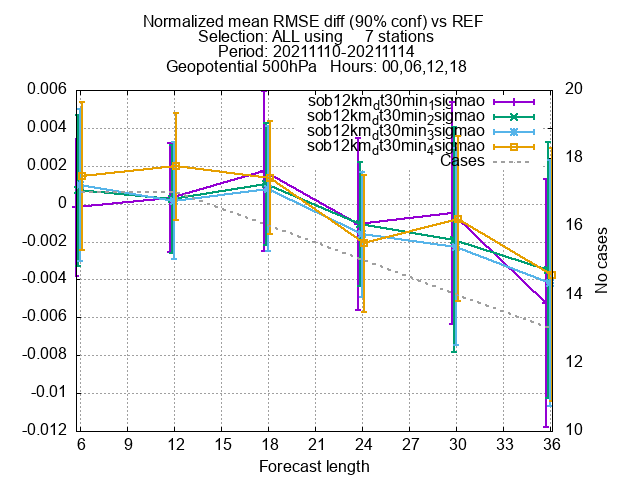 Normalized mean RMSE diff (90% conf) vs REF
Selection: ALL using     7 stations
Period: 20211110-20211114
Geopotential 500hPa   Hours: 00,06,12,18
sob12km_dt30min_1sigmao
sob12km_dt30min_2sigmao
sob12km_dt30min_3sigmao
sob12km_dt30min_4sigmao
Cases
0.006
0.004
0.002
0
-0.002
-0.004
-0.006
-0.008
-0.01
-0.012
20
18
16
14
12
10
No cases
6 9 12 15 18 21 24 27 30 33 36
Forecast length